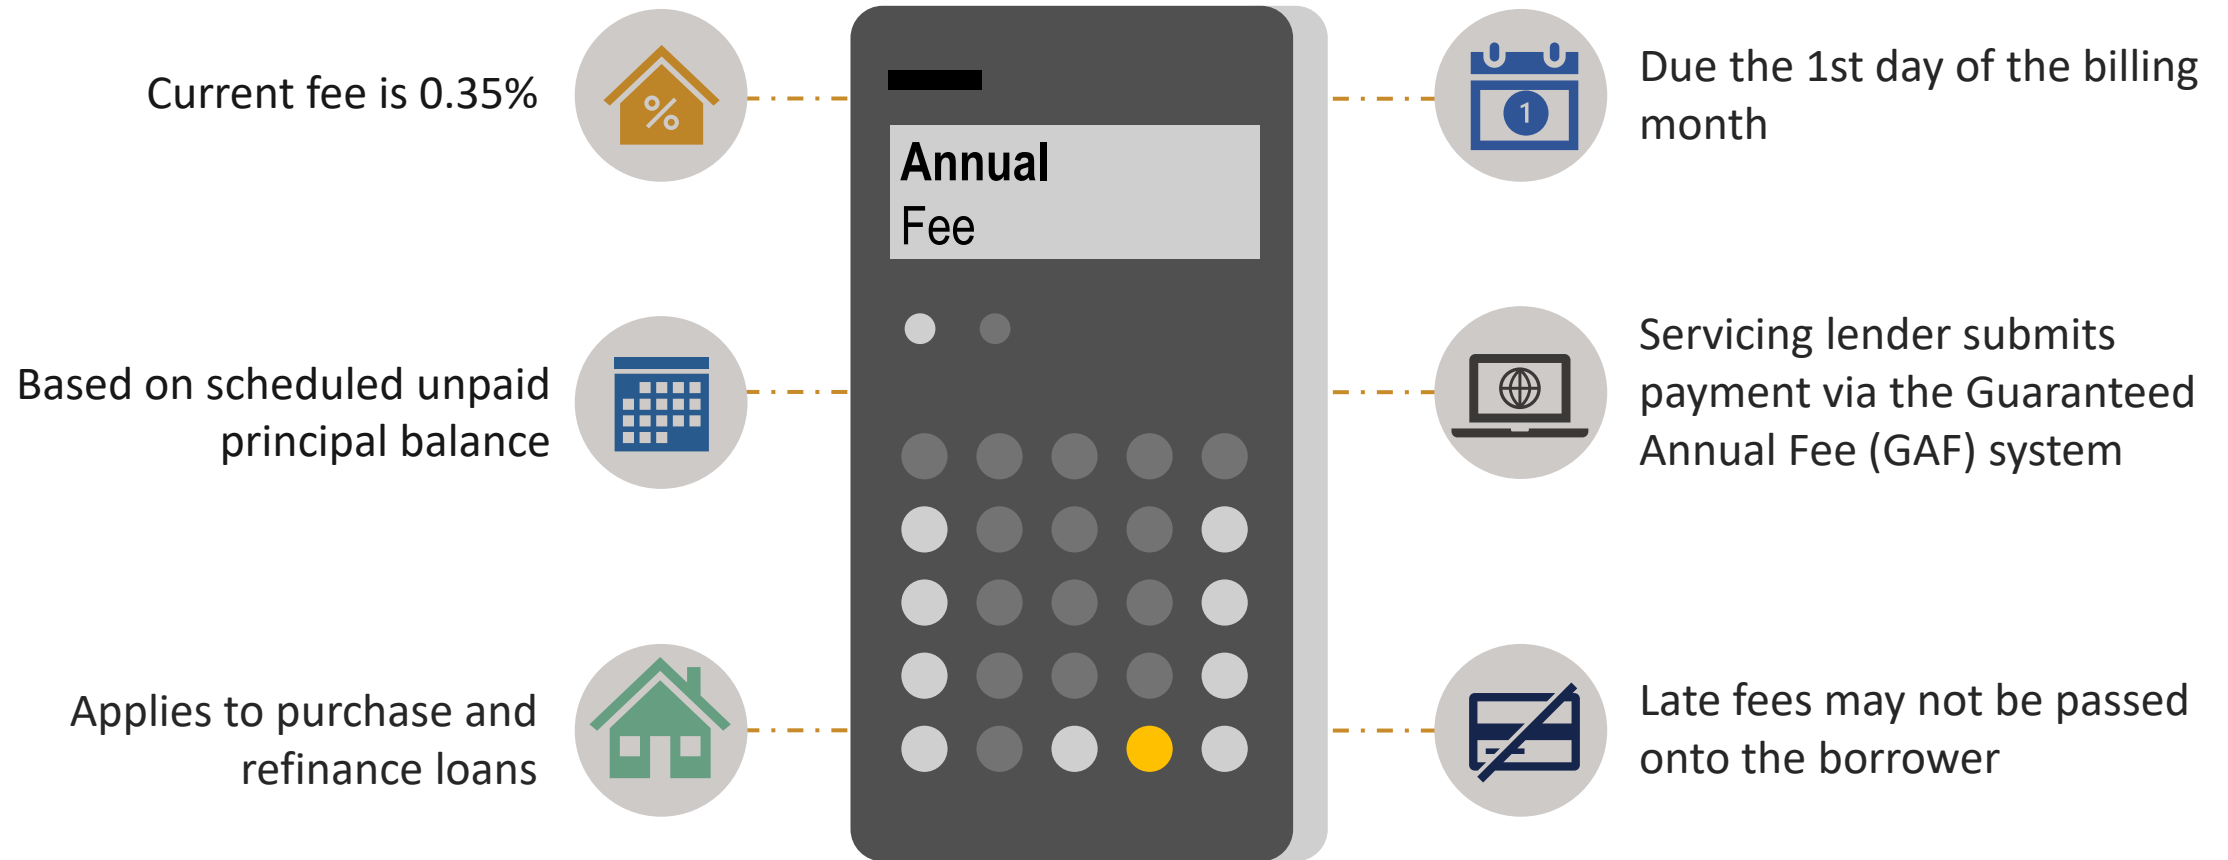 Current fee is 0.35%
Based on scheduled unpaid
principal balance
Applies to purchase and
refinance loans
%
Annual
Fee
1
Due the 1st day of the billing
month
Servicing lender submits
payment via the Guaranteed
Annual Fee (GAF) system
Late fees may not be passed
onto the borrower